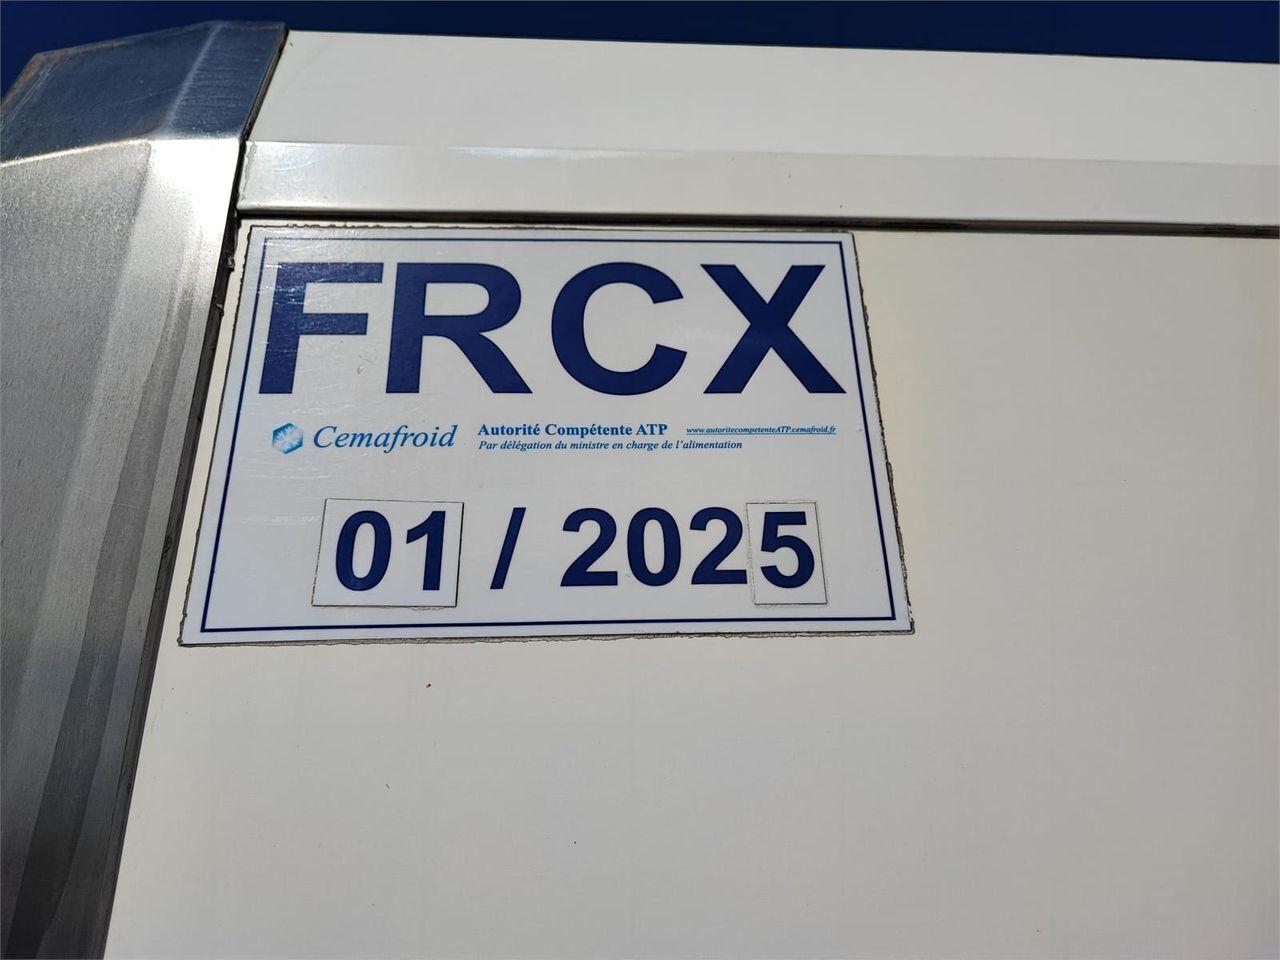 FRCX
Cemafroid Autorité Compétente ATP www.autoritecompetenteATP.cemafroid.fr
Par délégation du ministre en charge de l'alimentation
01 / 2025